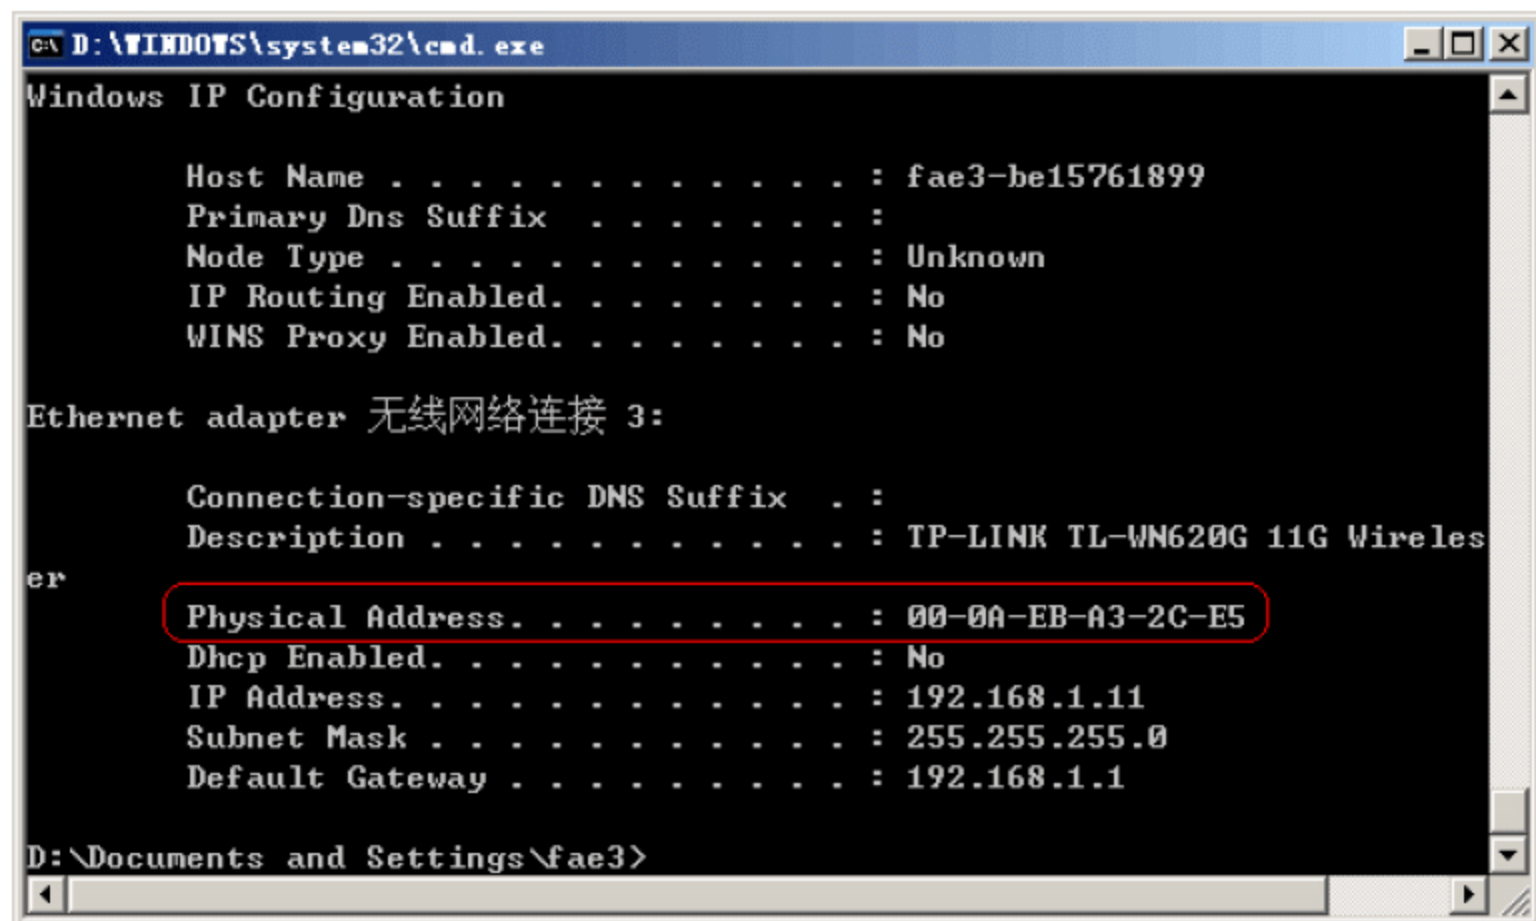 D:\WINDOWS\system32\cmd.exe
Windows IP Configuration
Host Name . . . . . . . . . . . . : fae3-be15761899
Primary Dns Suffix  . . . . . . . :
Node Type . . . . . . . . . . . . : Unknown
IP Routing Enabled. . . . . . . . : No
WINS Proxy Enabled. . . . . . . . : No
Ethernet adapter 无线网络连接 3:
Connection-specific DNS Suffix  . :
Description . . . . . . . . . . . : TP-LINK TL-WN620G 11G Wireles
er
Physical Address. . . . . . . . . : 00-0A-EB-A3-2C-E5
Dhcp Enabled. . . . . . . . . . . : No
IP Address. . . . . . . . . . . . : 192.168.1.11
Subnet Mask . . . . . . . . . . . : 255.255.255.0
Default Gateway . . . . . . . . . : 192.168.1.1
D:\Documents and Settings\fae3>